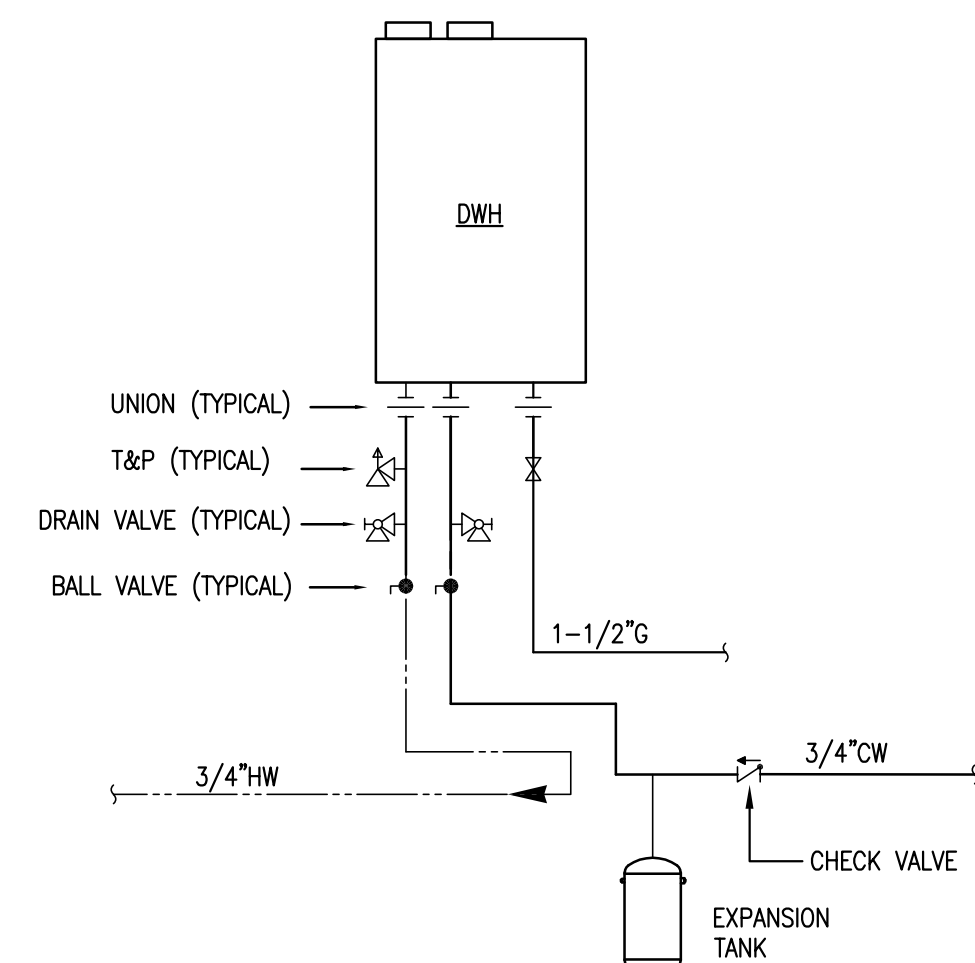 DWH
UNION (TYPICAL)
T&P (TYPICAL)
DRAIN VALVE (TYPICAL)
BALL VALVE (TYPICAL)
1-1/2"G
3/4"HW
3/4"CW
CHECK VALVE
EXPANSION
TANK